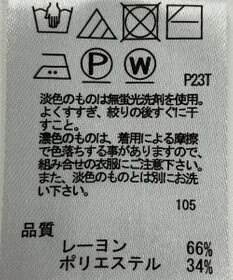 P
W
P23T
淡色のものは無蛍光洗剤を使用。
よくすすぎ、絞りの後すぐに干
すこと。
濃色のものは、着用による摩擦
で色落ちする事がありますので、
組み合せの衣服にご注意下さい。
また、淡色のものとは別にお洗
い下さい。
105
品質
レーヨン 66%
ポリエステル 34%